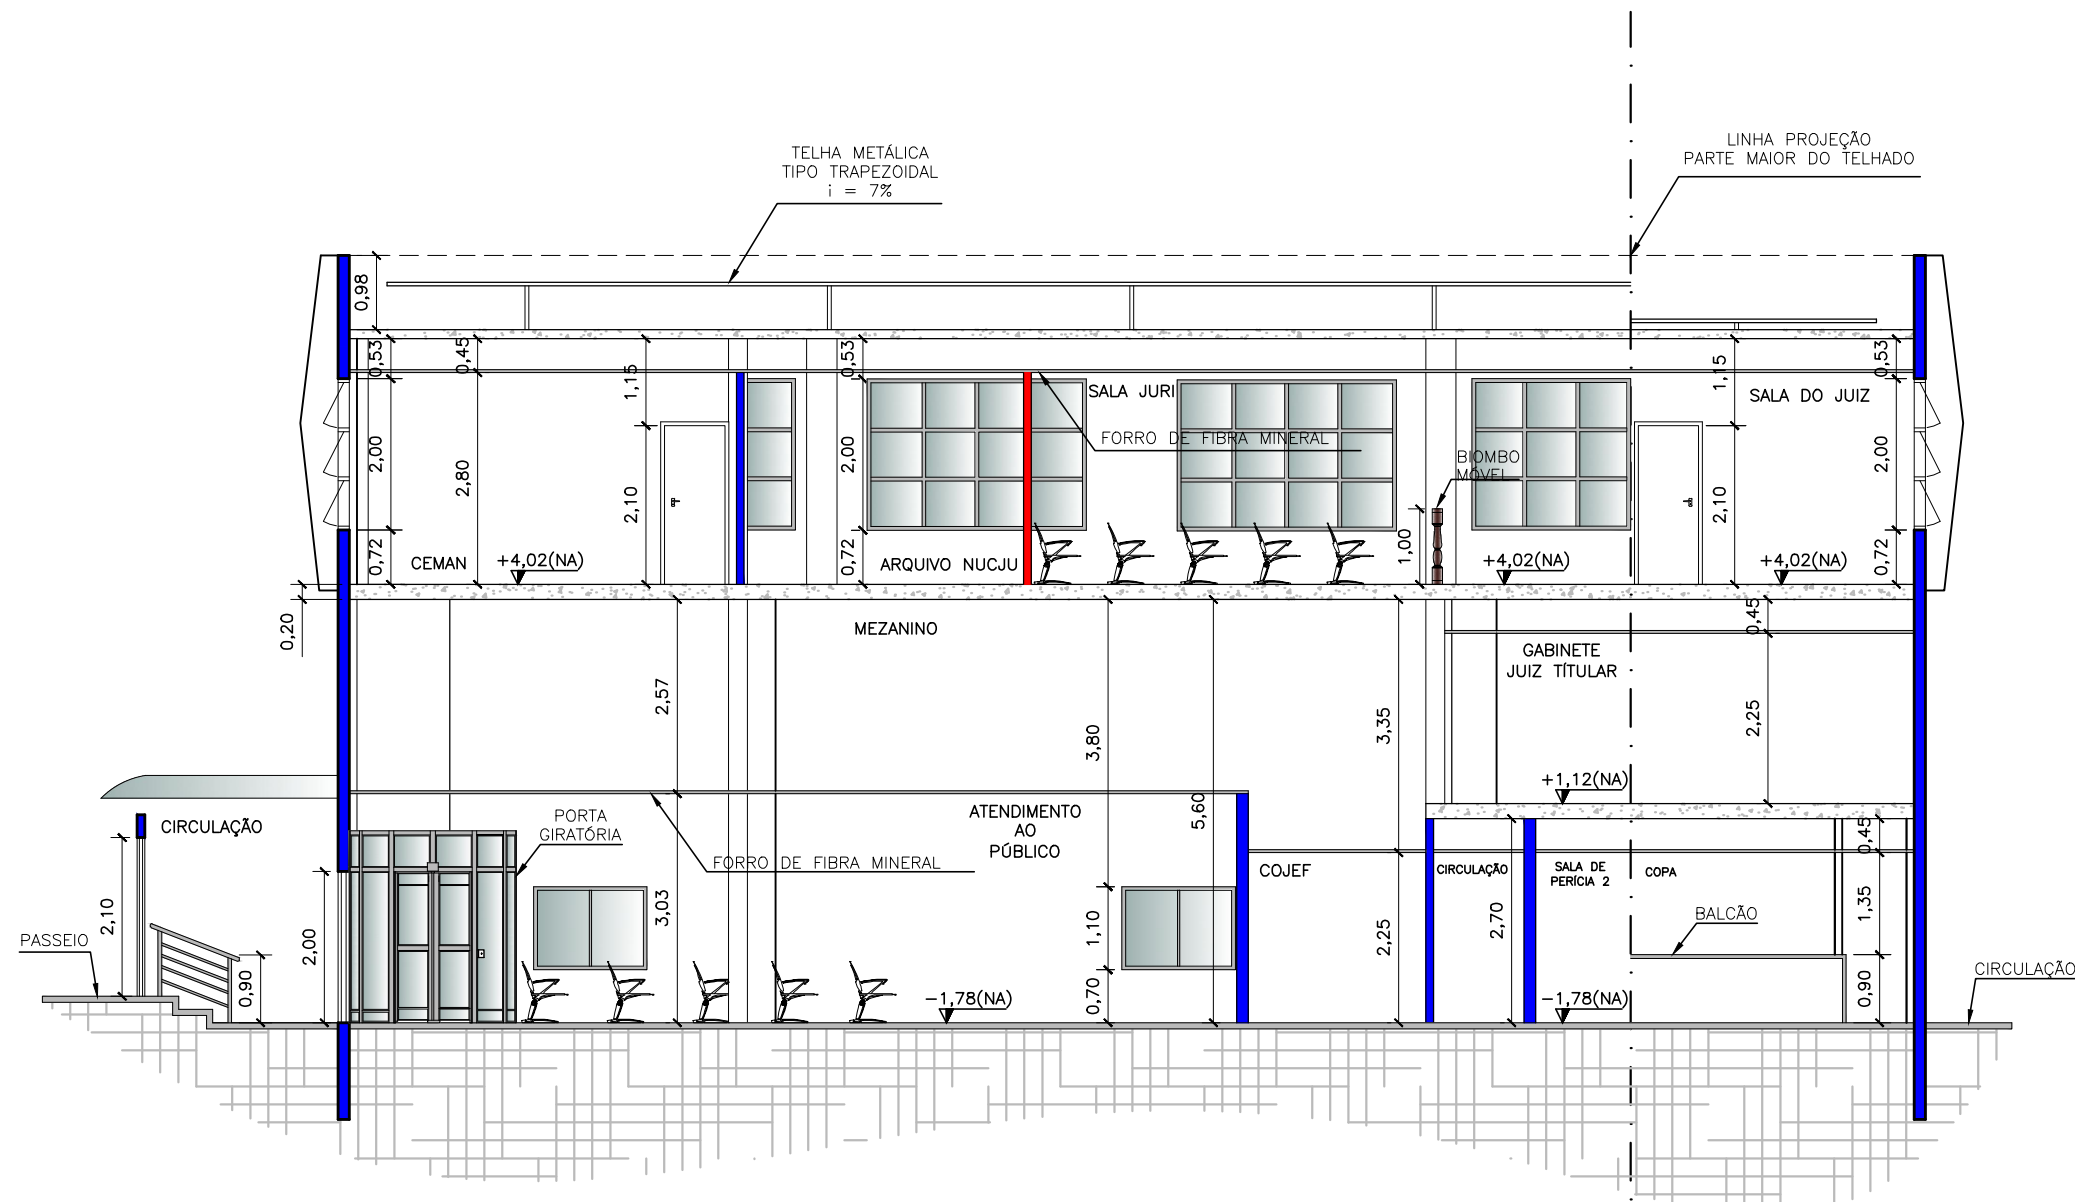 LINHA PROJEÇÃO
PARTE MAIOR DO TELHADO
TELHA METÁLICA
TIPO TRAPEZOIDAL
i = 7%
0,98
0,53
0,45
1,15
0,53
1,15
0,53
SALA JURI
SALA DO JUIZ
FORRO DE FIBRA MINERAL
BIOMBO
MÓVEL
2,00
2,80
2,10
2,00
1,00
2,10
2,00
0,72
CEMAN
+4,02(NA)
0,72
ARQUIVO NUCJU
+4,02(NA)
+4,02(NA)
0,72
0,20
MEZANINO
0,45
GABINETE
JUIZ TÍTULAR
2,57
3,80
3,35
2,25
+1,12(NA)
5,60
CIRCULAÇÃO
PORTA
GIRATÓRIA
ATENDIMENTO
AO
PÚBLICO
FORRO DE FIBRA MINERAL
COJEF
CIRCULAÇÃO
SALA DE
PERÍCIA 2
COPA
0,45
2,10
2,00
3,03
1,10
2,25
2,70
BALCÃO
1,35
PASSEIO
0,90
0,70
0,90
CIRCULAÇÃO
-1,78(NA)
-1,78(NA)